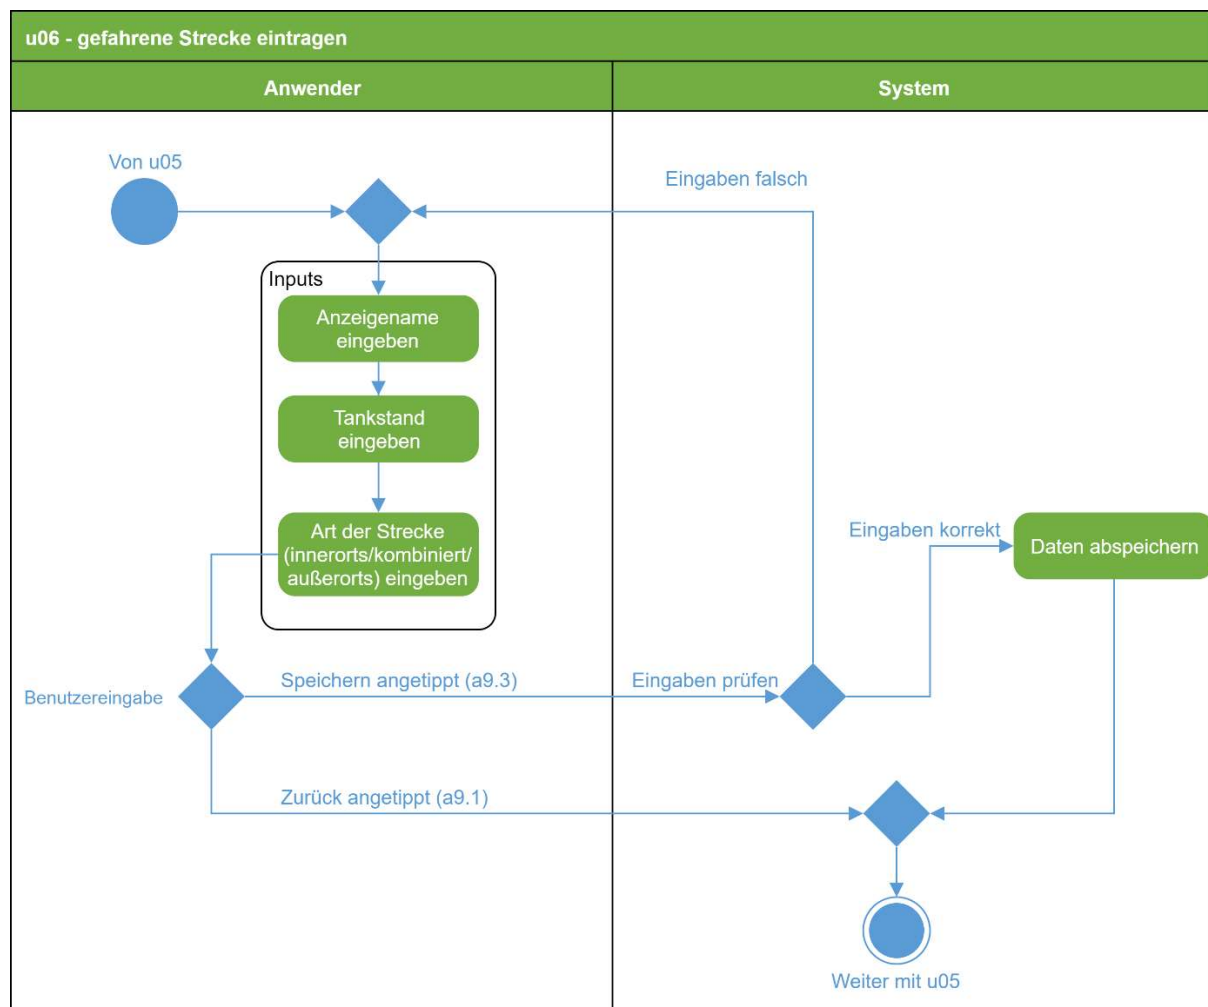 u06 - gefahrene Strecke eintragen
Anwender
System
Von u05
Eingaben falsch
Inputs
Anzeigename
eingeben
Tankstand
eingeben
Art der Strecke
(innerorts/kombiniert/
außerorts) eingeben
Eingaben korrekt
Daten abspeichern
Benutzereingabe
Speichern angetippt (a9.3)
Eingaben prüfen
Zurück angetippt (a9.1)
Weiter mit u05